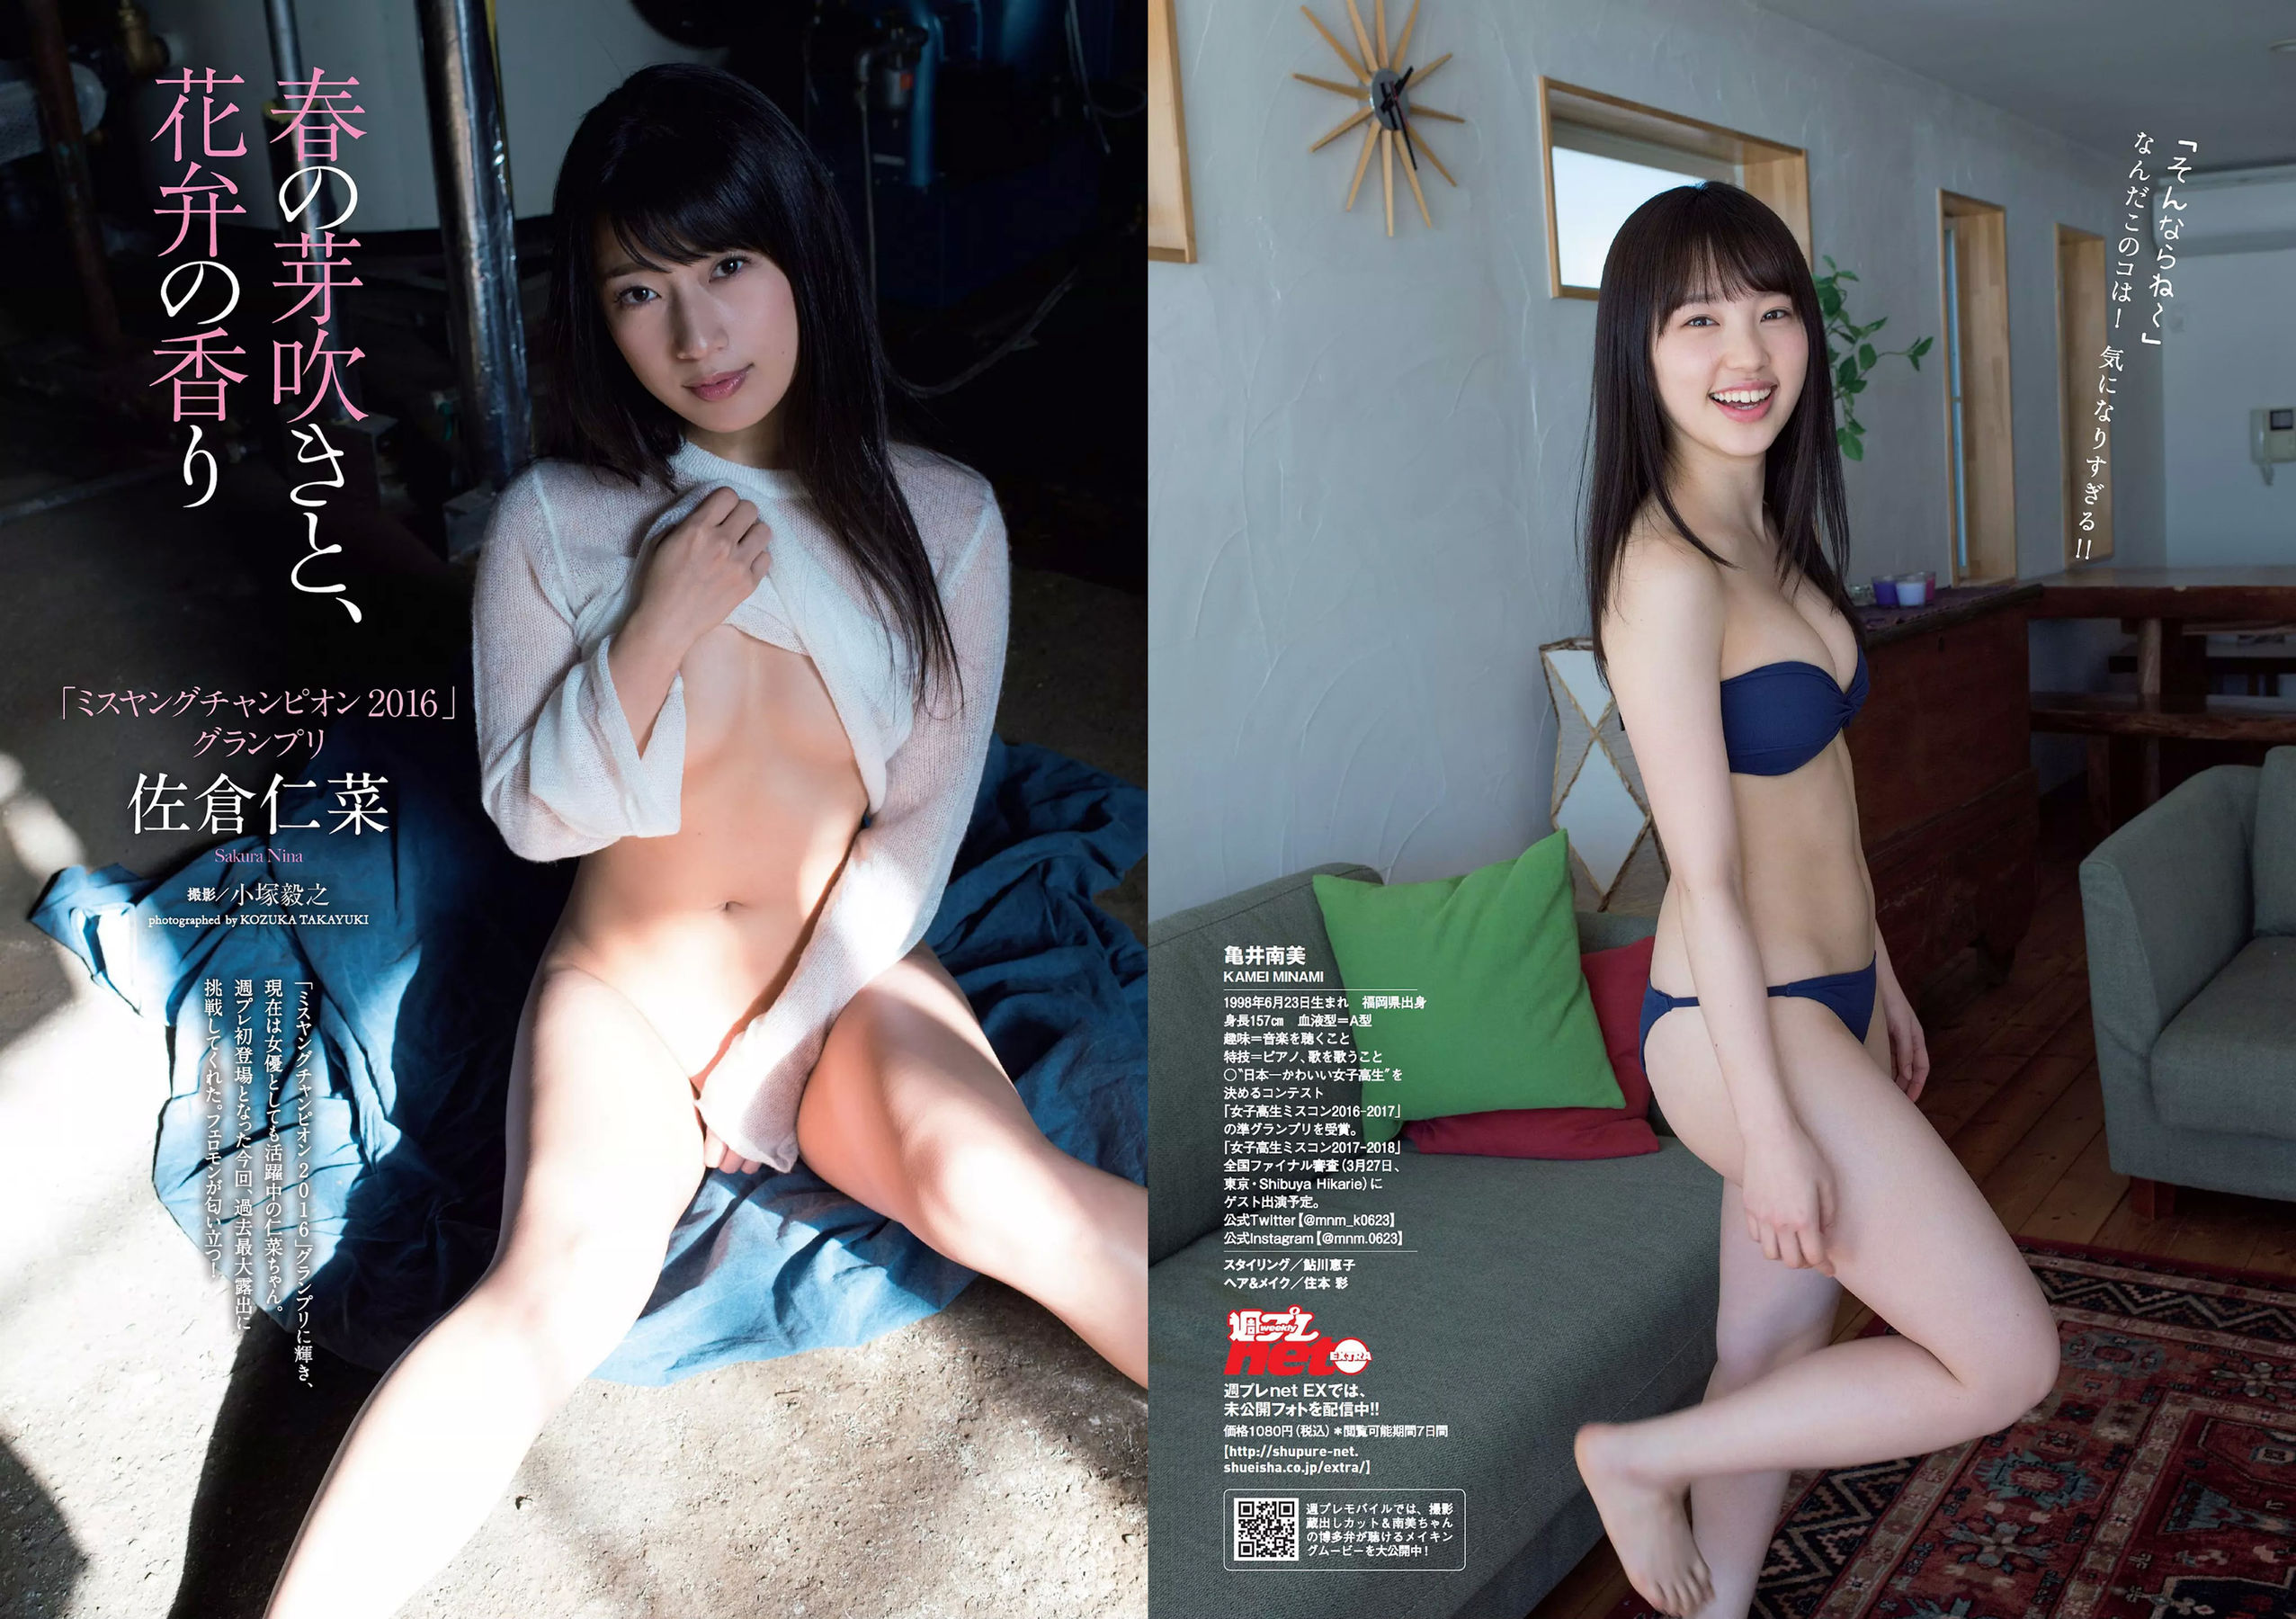 春の芽吹きと、
花弁の香り
「ミスヤングチャンピオン 2016」
グランプリ
佐倉仁菜
Sakura Nina
撮影／小塚毅之
photographed by KOZUKA TAKAYUKI
「ミスヤングチャンピオン2016」グランプリに輝き、
現在は女優としても活躍中の仁菜ちゃん。
週プレ初登場となった今回、過去最大露出に
挑戦してくれた。フェロモンが匂い立つ！
「そんならね〜」
なんだこのコは！ 気になりすぎる!!
亀井南美
KAMEI MINAMI
1998年6月23日生まれ 福岡県出身
身長157㎝ 血液型＝A型
趣味＝音楽を聴くこと
特技＝ピアノ、歌を歌うこと
○“日本一かわいい女子高生”を
決めるコンテスト
「女子高生ミスコン2016-2017」
の準グランプリを受賞。
「女子高生ミスコン2017-2018」
全国ファイナル審査（3月27日、
東京・Shibuya Hikarie）に
ゲスト出演予定。
公式Twitter【@mnm_k0623】
公式Instagram【@mnm.0623】
スタイリング／鮎川恵子
ヘア&メイク／住本 彩
週プレ weekly
net EXTRA
週プレnet EXでは、
未公開フォトを配信中!!
価格1080円（税込）＊閲覧可能期間7日間
【http://shupure-net.
shueisha.co.jp/extra/】
週プレモバイルでは、撮影
蔵出しカット＆南美ちゃん
の博多弁が聴けるメイキン
グムービーを大公開中！